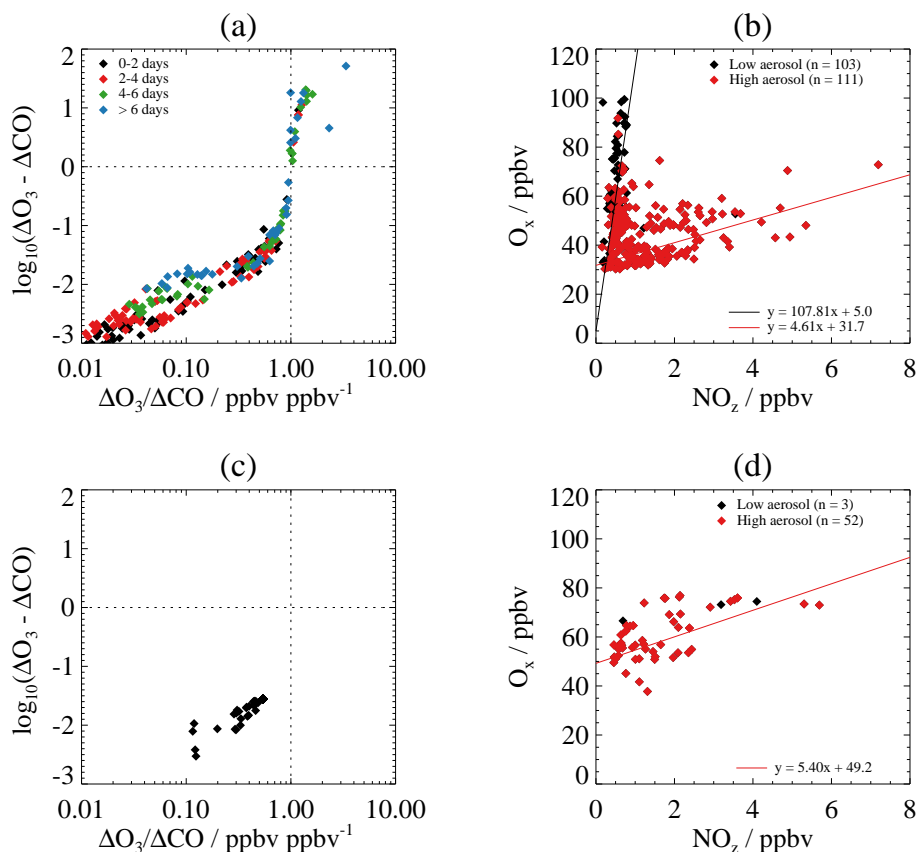 (a)
log₁₀(ΔO₃ - ΔCO)
2
1
0
-1
-2
-3
0-2 days
2-4 days
4-6 days
> 6 days
0.01 0.10 1.00 10.00
ΔO₃/ΔCO / ppbv ppbv⁻¹
(b)
Oₓ / ppbv
120
100
80
60
40
20
0
Low aerosol (n = 103)
High aerosol (n = 111)
y = 107.81x + 5.0
y = 4.61x + 31.7
0 2 4 6 8
NO_z / ppbv
(c)
log₁₀(ΔO₃ - ΔCO)
2
1
0
-1
-2
-3
0.01 0.10 1.00 10.00
ΔO₃/ΔCO / ppbv ppbv⁻¹
(d)
Oₓ / ppbv
120
100
80
60
40
20
0
Low aerosol (n = 3)
High aerosol (n = 52)
y = 5.40x + 49.2
0 2 4 6 8
NO_z / ppbv